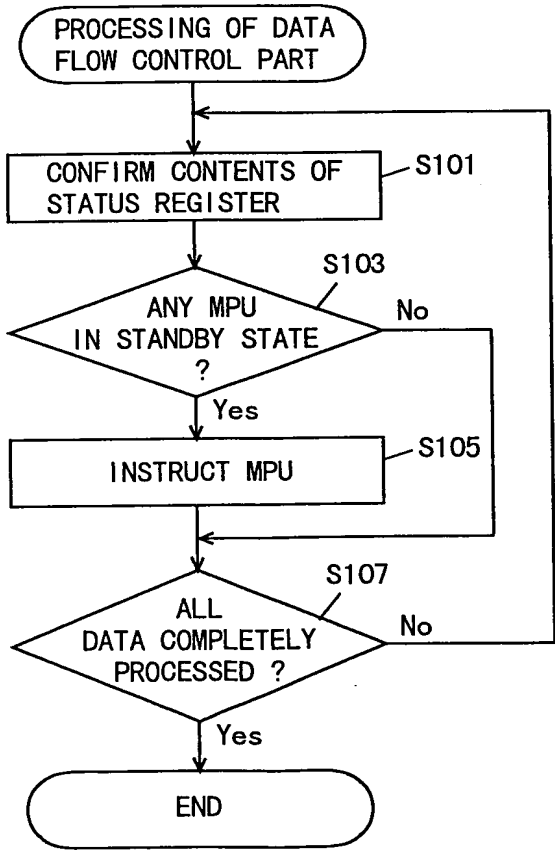 PROCESSING OF DATA
FLOW CONTROL PART
CONFIRM CONTENTS OF
STATUS REGISTER
S101
S103
ANY MPU
IN STANDBY STATE
?
No
Yes
INSTRUCT MPU
S105
S107
ALL
DATA COMPLETELY
PROCESSED ?
No
Yes
END